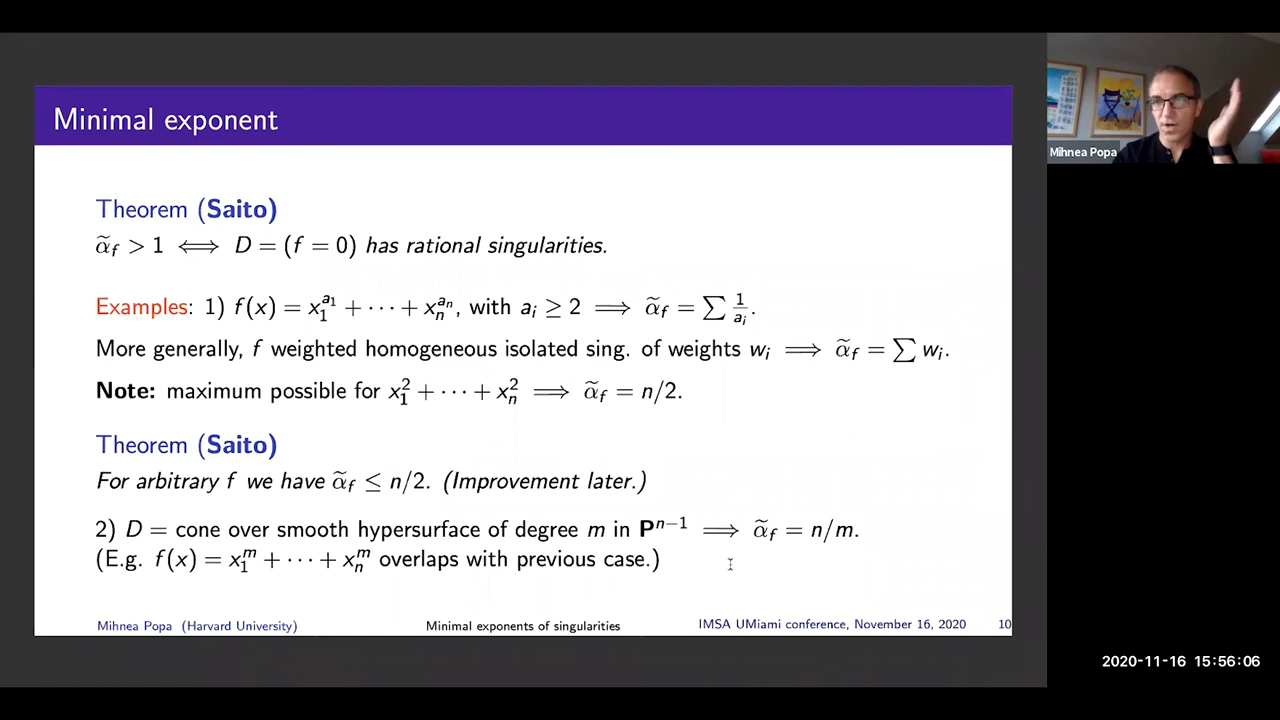 Minimal exponent
Mihnea Popa
Theorem (Saito)
α̃_f > 1 ⟺ D = (f = 0) has rational singularities.
Examples: 1) f(x) = x_1^{a_1} + ··· + x_n^{a_n}, with a_i ≥ 2 ⟹ α̃_f = ∑ 1/a_i.
More generally, f weighted homogeneous isolated sing. of weights w_i ⟹ α̃_f = ∑ w_i.
Note: maximum possible for x_1^2 + ··· + x_n^2 ⟹ α̃_f = n/2.
Theorem (Saito)
For arbitrary f we have α̃_f ≤ n/2. (Improvement later.)
2) D = cone over smooth hypersurface of degree m in P^{n−1} ⟹ α̃_f = n/m.
(E.g. f(x) = x_1^m + ··· + x_n^m overlaps with previous case.)
Mihnea Popa (Harvard University) Minimal exponents of singularities IMSA UMiami conference, November 16, 2020 10
2020-11-16 15:56:06